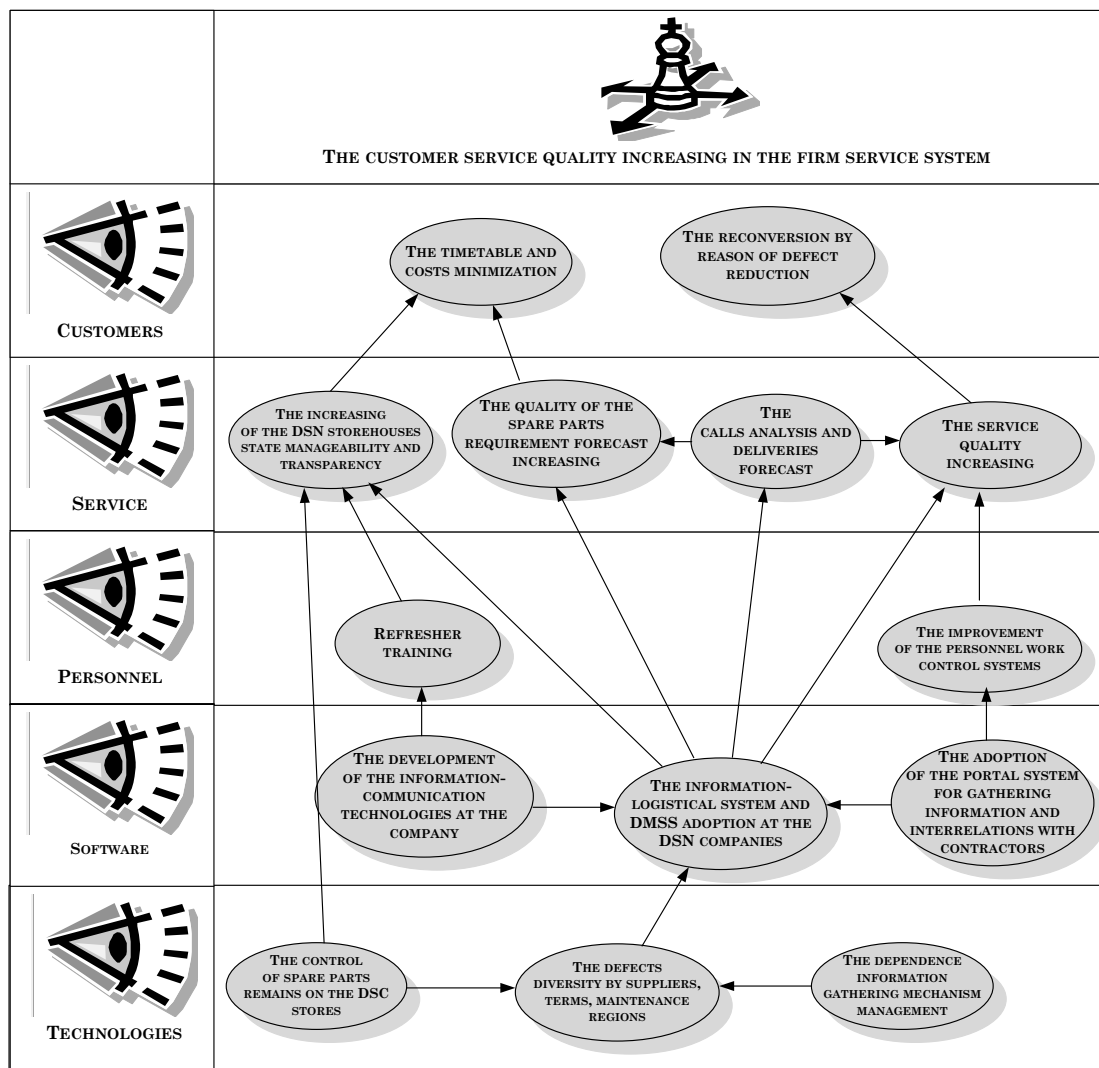 THE CUSTOMER SERVICE QUALITY INCREASING IN THE FIRM SERVICE SYSTEM
CUSTOMERS
THE TIMETABLE AND
COSTS MINIMIZATION
THE RECONVERSION BY
REASON OF DEFECT
REDUCTION
SERVICE
THE INCREASING
OF THE DSN STOREHOUSES
STATE MANAGEABILITY AND
TRANSPARENCY
THE QUALITY OF THE
SPARE PARTS
REQUIREMENT FORECAST
INCREASING
THE
CALLS ANALYSIS AND
DELIVERIES
FORECAST
THE SERVICE
QUALITY
INCREASING
PERSONNEL
REFRESHER
TRAINING
THE IMPROVEMENT
OF THE PERSONNEL WORK
CONTROL SYSTEMS
SOFTWARE
THE DEVELOPMENT
OF THE INFORMATION-
COMMUNICATION
TECHNOLOGIES AT THE
COMPANY
THE INFORMATION-
LOGISTICAL SYSTEM AND
DMSS ADOPTION AT THE
DSN COMPANIES
THE ADOPTION
OF THE PORTAL SYSTEM
FOR GATHERING
INFORMATION AND
INTERRELATIONS WITH
CONTRACTORS
TECHNOLOGIES
THE CONTROL
OF SPARE PARTS
REMAINS ON THE DSC
STORES
THE DEFECTS
DIVERSITY BY SUPPLIERS,
TERMS, MAINTENANCE
REGIONS
THE DEPENDENCE
INFORMATION
GATHERING MECHANISM
MANAGEMENT